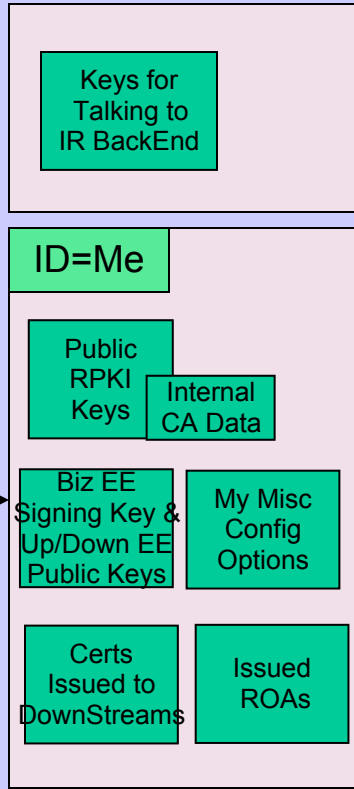 Keys for
Talking to
IR BackEnd
ID=Me
Public
RPKI
Keys
Internal
CA Data
Biz EE
Signing Key &
Up/Down EE
Public Keys
My Misc
Config
Options
Certs
Issued to
DownStreams
Issued
ROAs